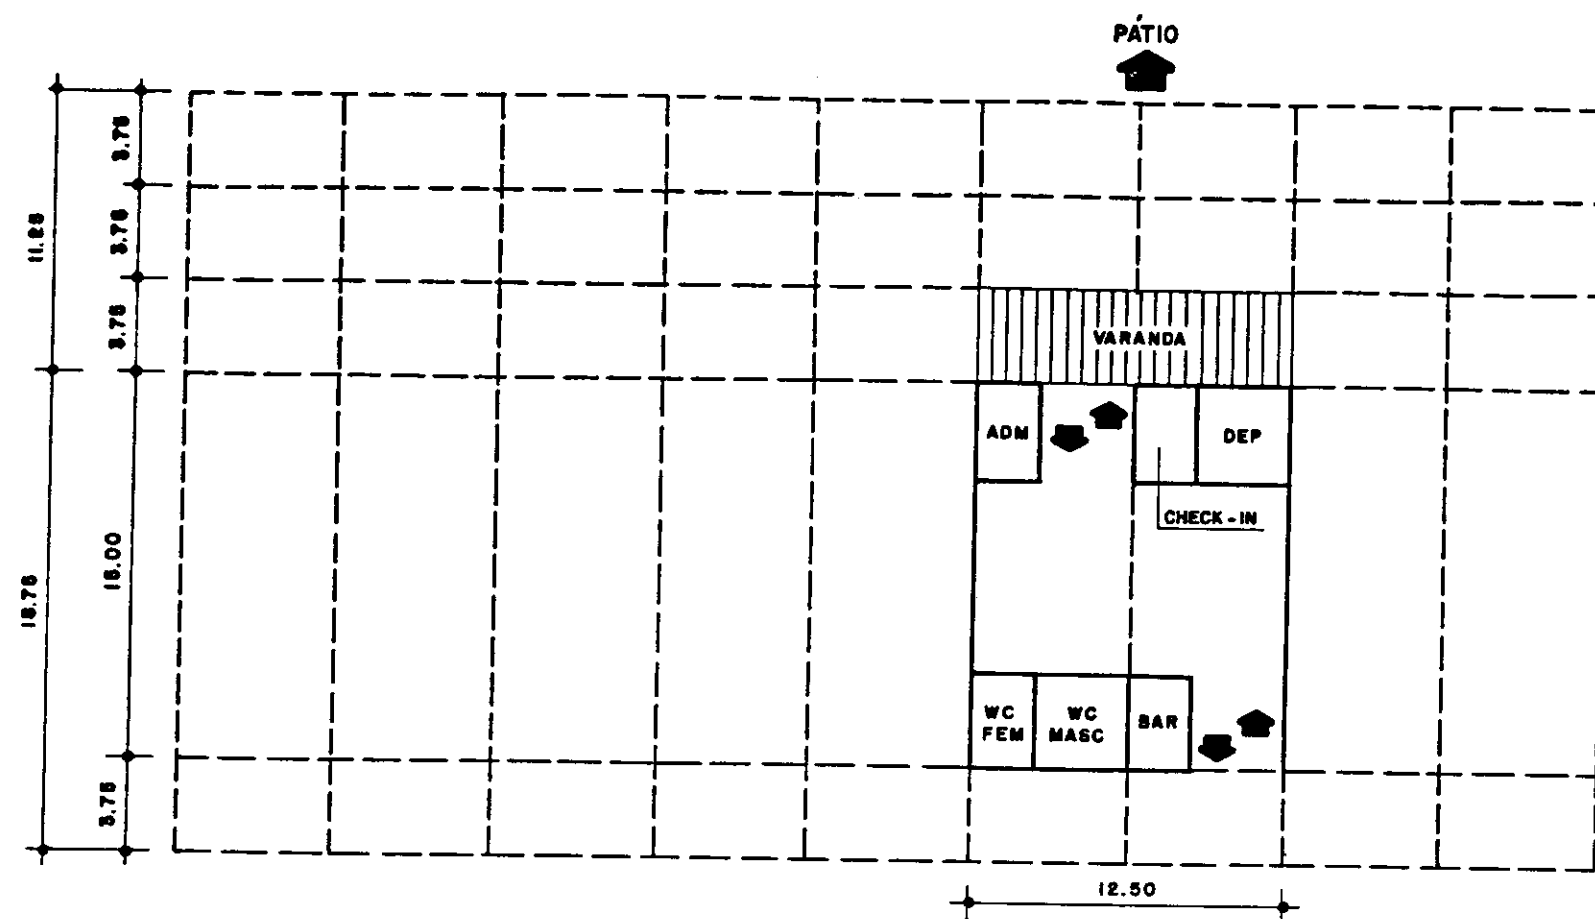 PÁTIO
3.75
3.75
11.25
3.75
VARANDA
ADM
DEP
CHECK-IN
15.00
18.75
WC
FEM
WC
MASC
BAR
3.75
12.50